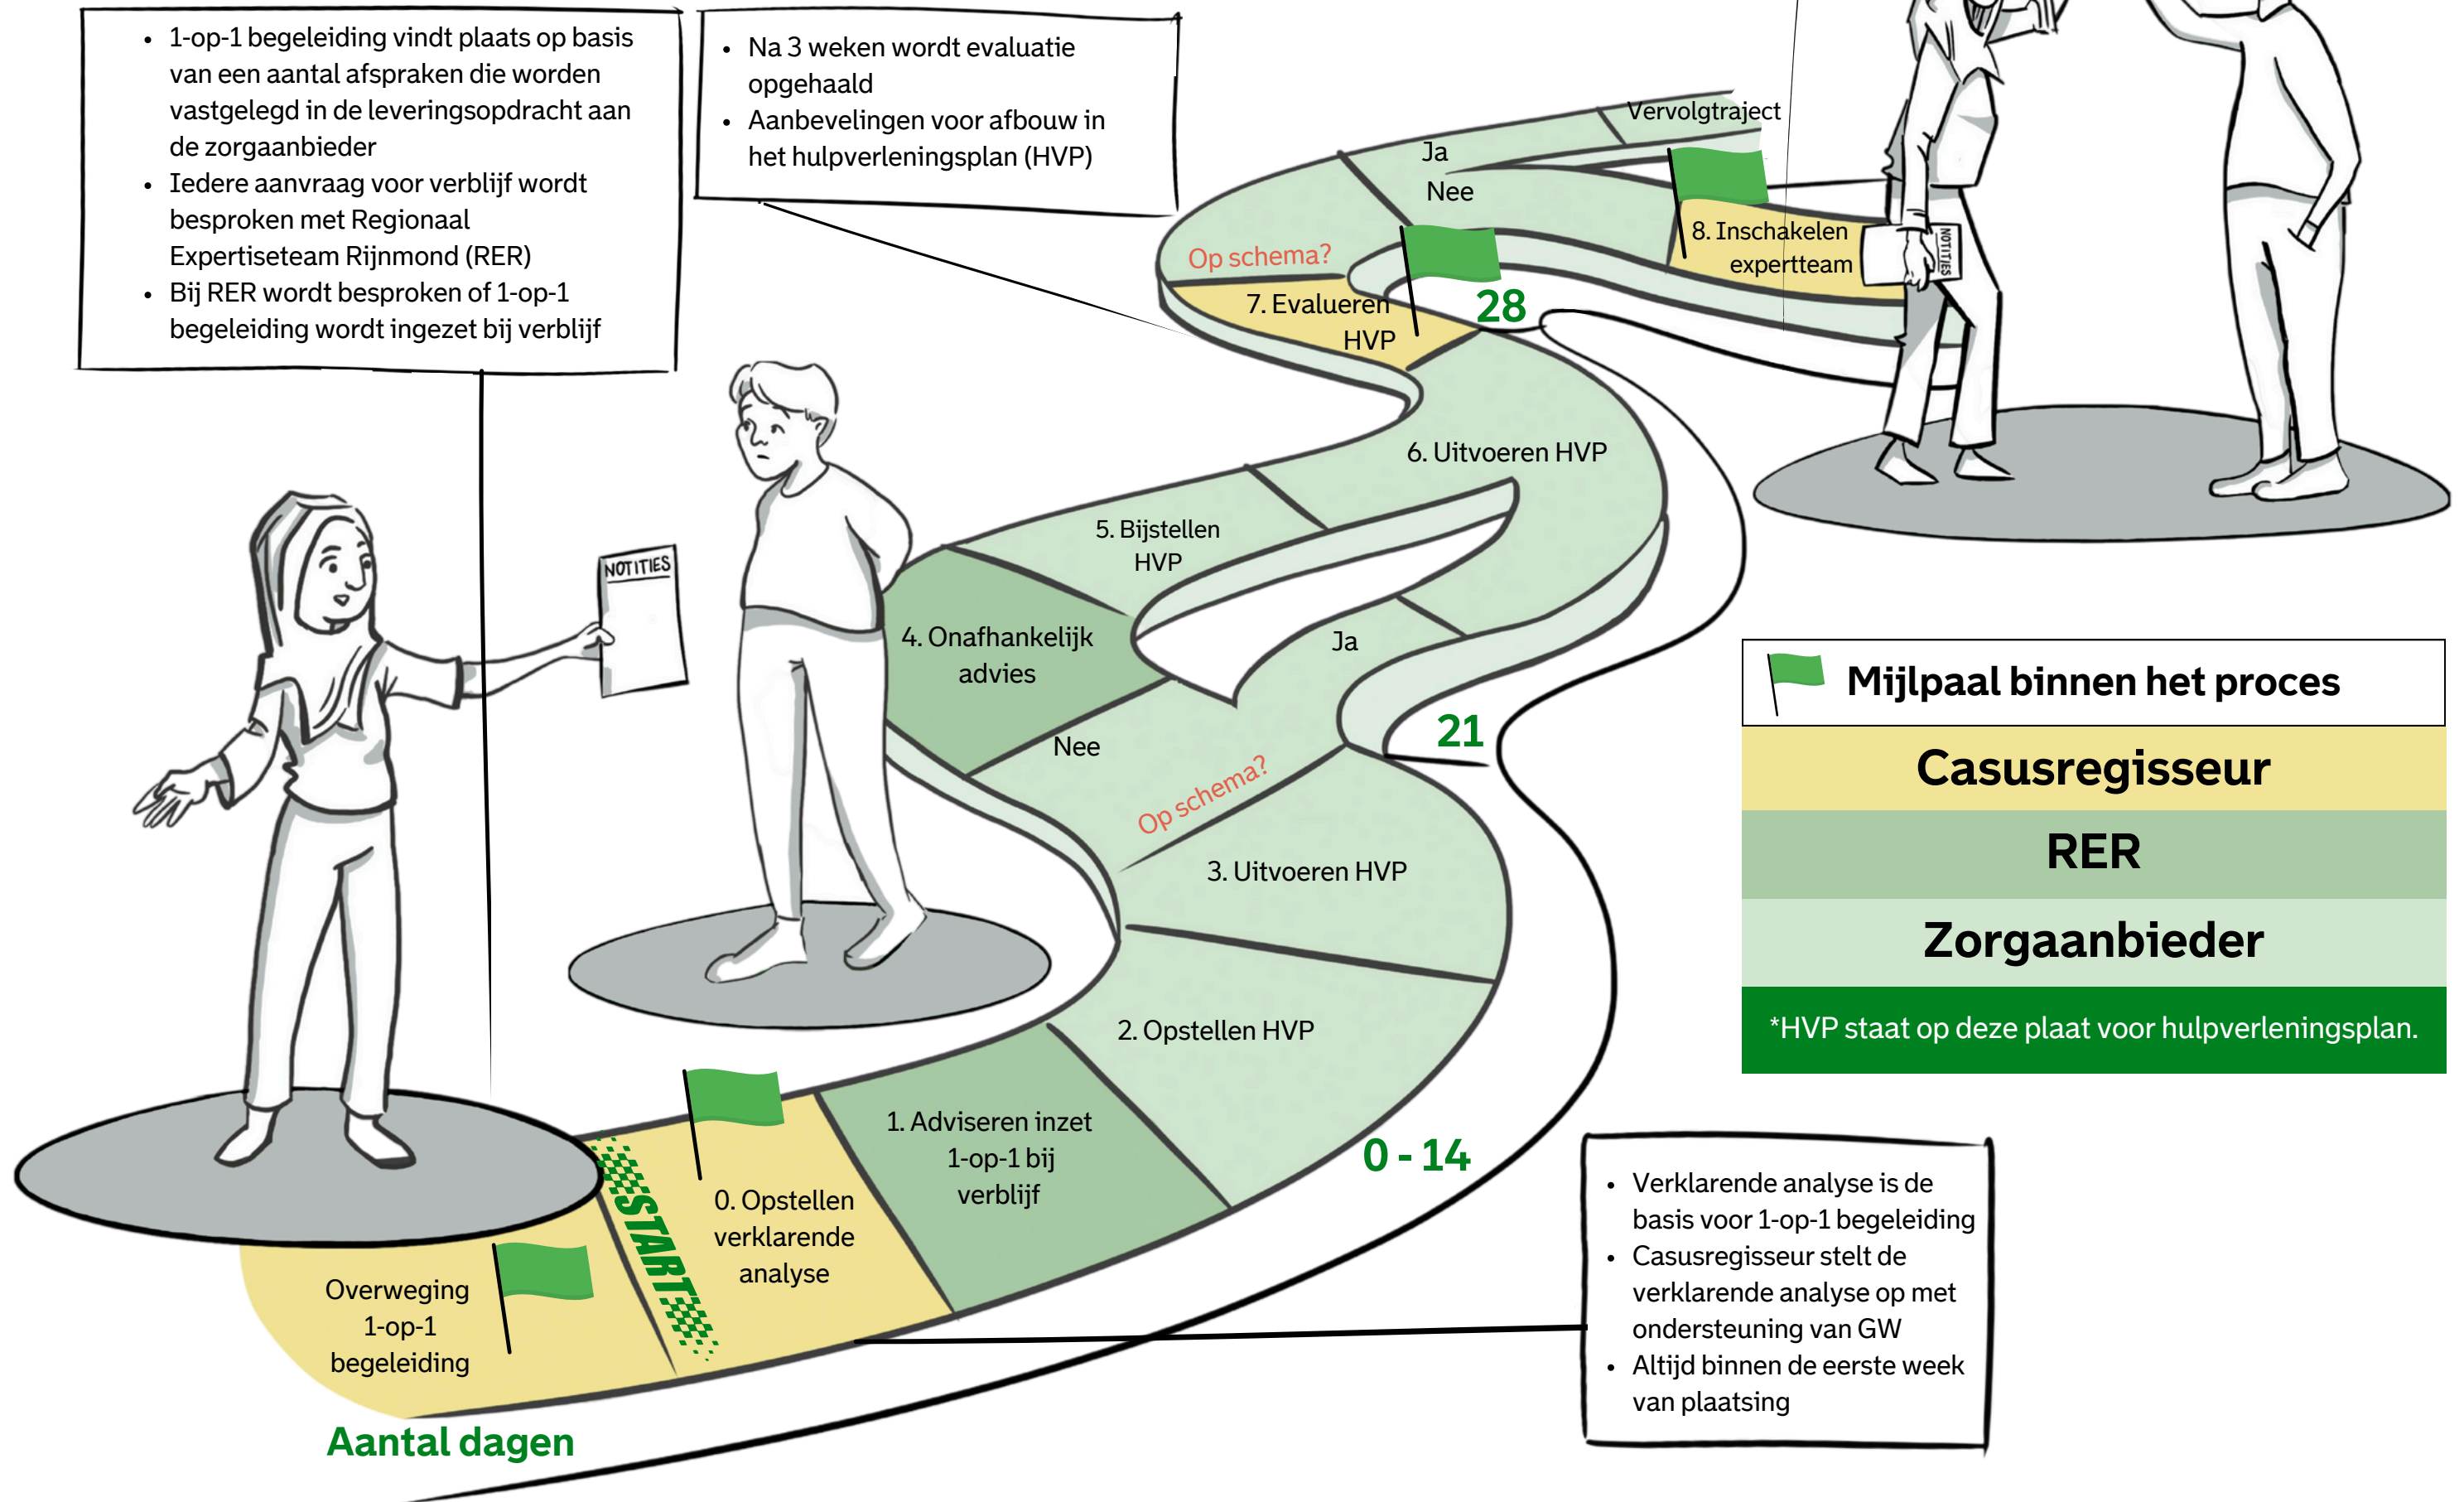 • 1-op-1 begeleiding vindt plaats op basis
van een aantal afspraken die worden
vastgelegd in de leveringsopdracht aan
de zorgaanbieder
• Iedere aanvraag voor verblijf wordt
besproken met Regionaal
Expertiseteam Rijnmond (RER)
• Bij RER wordt besproken of 1-op-1
begeleiding wordt ingezet bij verblijf
• Na 3 weken wordt evaluatie
opgehaald
• Aanbevelingen voor afbouw in
het hulpverleningsplan (HVP)
Vervolgtraject
Ja
Nee
8. Inschakelen
expertteam
NOTITIES
Op schema?
7. Evalueren
HVP
28
6. Uitvoeren HVP
5. Bijstellen
HVP
NOTITIES
4. Onafhankelijk
advies
Ja
Nee
21
Op schema?
3. Uitvoeren HVP
2. Opstellen HVP
Mijlpaal binnen het proces
Casusregisseur
RER
Zorgaanbieder
*HVP staat op deze plaat voor hulpverleningsplan.
1. Adviseren inzet
1-op-1 bij
verblijf
0 - 14
0. Opstellen
verklarende
analyse
START
Overweging
1-op-1
begeleiding
Aantal dagen
• Verklarende analyse is de
basis voor 1-op-1 begeleiding
• Casusregisseur stelt de
verklarende analyse op met
ondersteuning van GW
• Altijd binnen de eerste week
van plaatsing